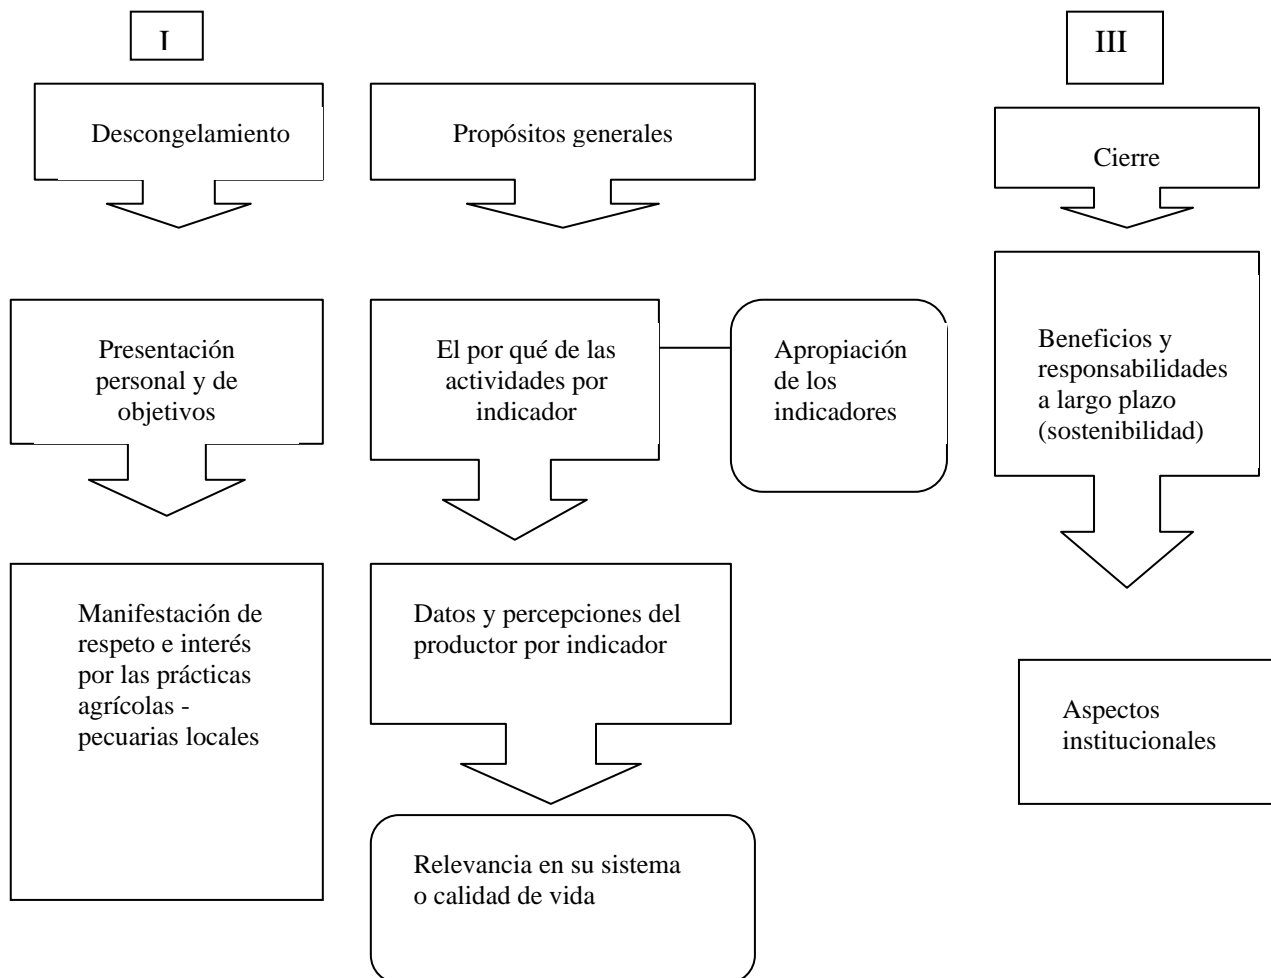 I
Descongelamiento
Presentación
personal y de
objetivos
Manifestación de
respeto e interés
por las prácticas
agrícolas -
pecuarias locales
Propósitos generales
El por qué de las
actividades por
indicador
Apropiación
de los
indicadores
Datos y percepciones del
productor por indicador
Relevancia en su sistema
o calidad de vida
III
Cierre
Beneficios y
responsabilidades
a largo plazo
(sostenibilidad)
Aspectos
institucionales